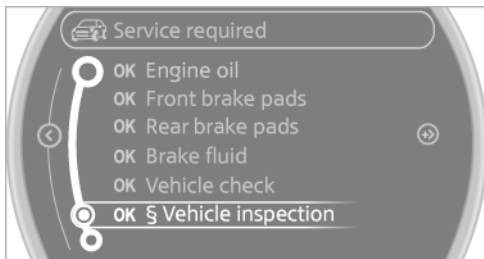 Service required
OK Engine oil
OK Front brake pads
OK Rear brake pads
OK Brake fluid
OK Vehicle check
OK § Vehicle inspection